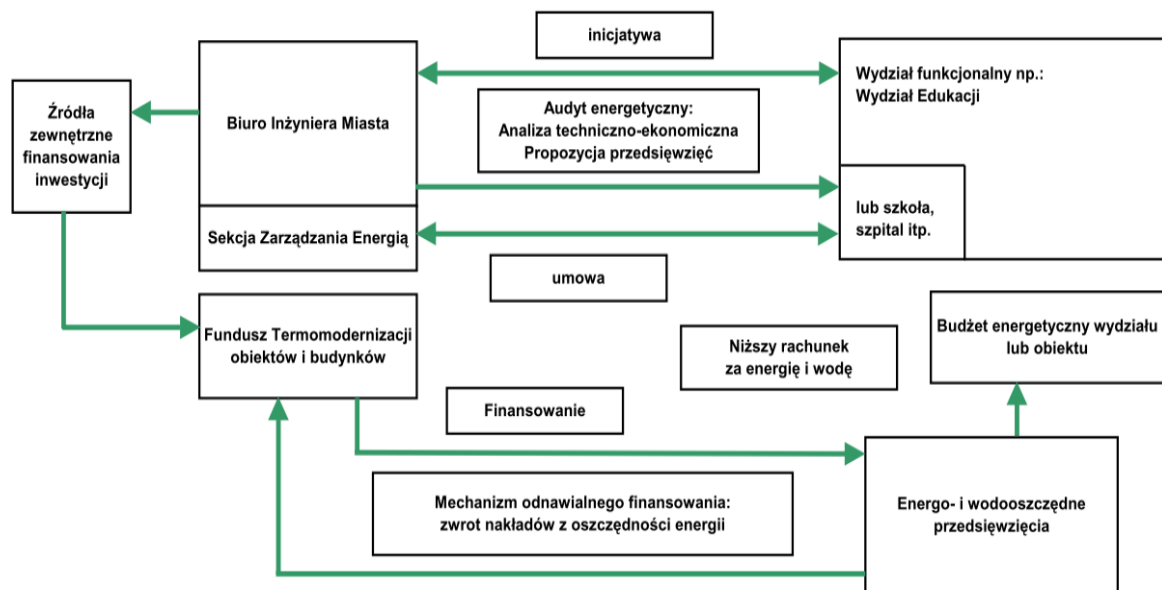 inicjatywa
Źródła
zewnętrzne
finansowania
inwestycji
Biuro Inżyniera Miasta
Wydział funkcjonalny np.:
Wydział Edukacji
Audyt energetyczny:
Analiza techniczno-ekonomiczna
Propozycja przedsięwzięć
lub szkoła,
szpital itp.
Sekcja Zarządzania Energią
umowa
Fundusz Termomodernizacji
obiektów i budynków
Niższy rachunek
za energię i wodę
Budżet energetyczny wydziału
lub obiektu
Finansowanie
Mechanizm odnawialnego finansowania:
zwrot nakładów z oszczędności energii
Energo- i wodooszczędne
przedsięwzięcia